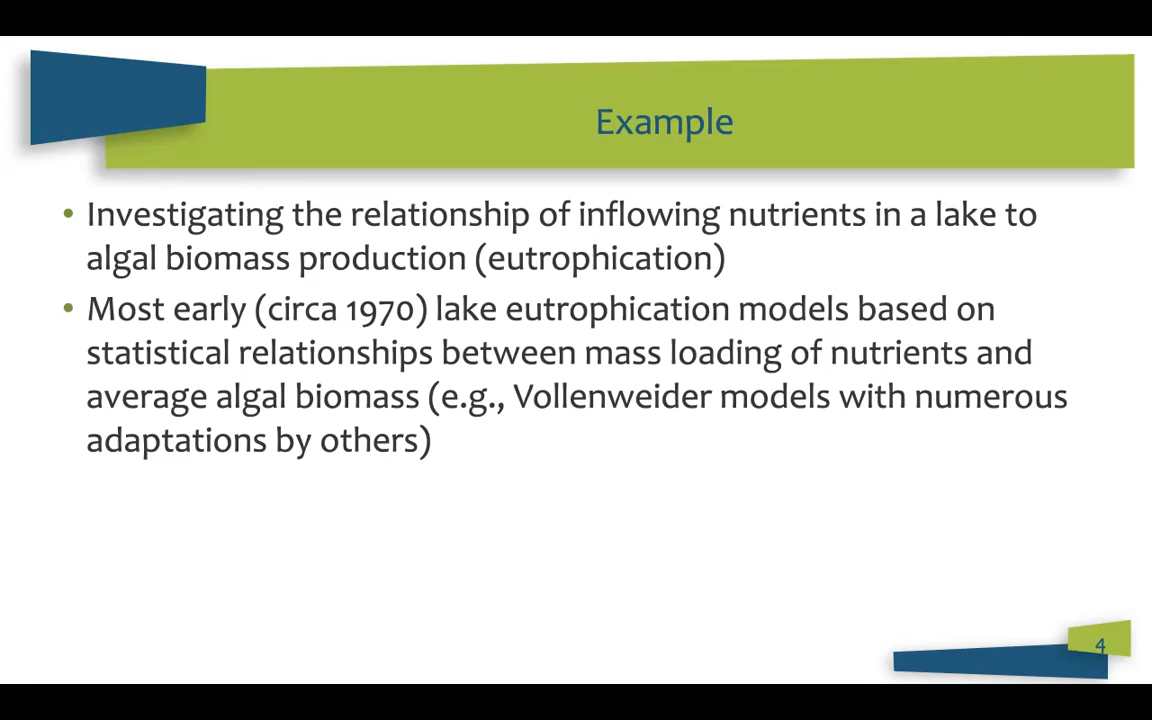 Example
• Investigating the relationship of inflowing nutrients in a lake to
algal biomass production (eutrophication)
• Most early (circa 1970) lake eutrophication models based on
statistical relationships between mass loading of nutrients and
average algal biomass (e.g., Vollenweider models with numerous
adaptations by others)
4